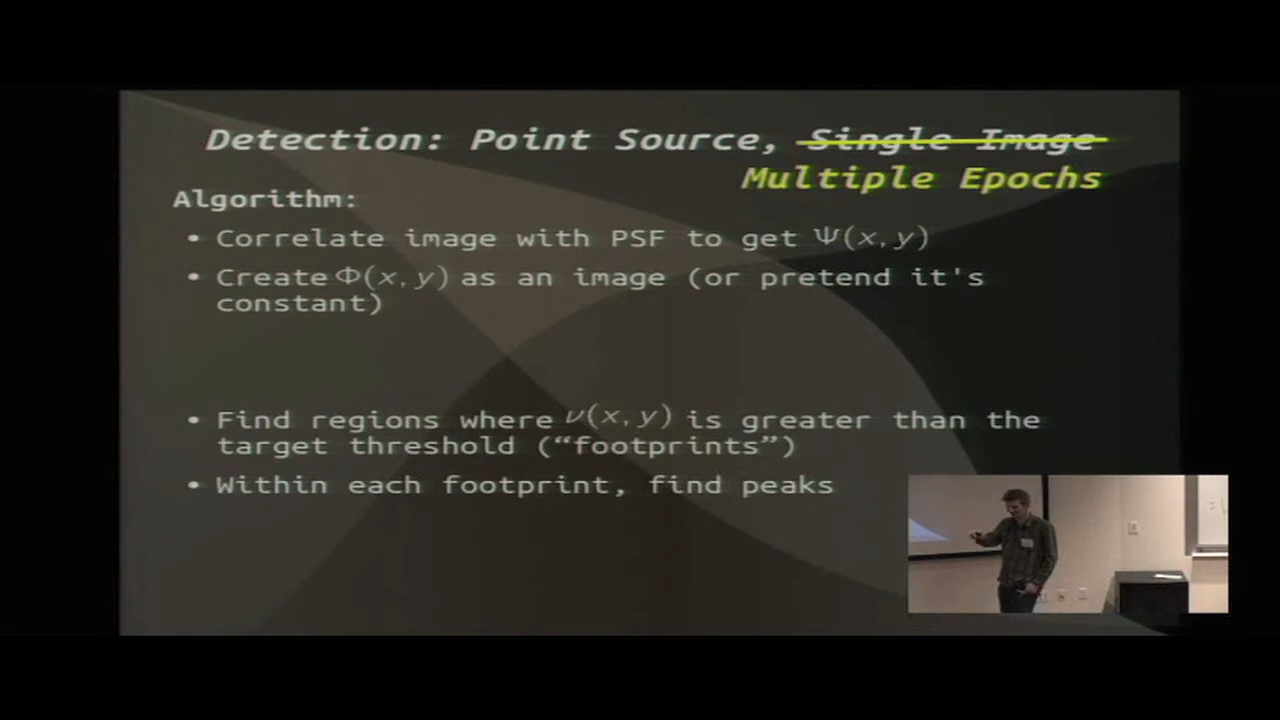 Detection: Point Source, Single Image
Multiple Epochs
Algorithm:
• Correlate image with PSF to get Ψ(x, y)
• Create Φ(x, y) as an image (or pretend it's
constant)
• Find regions where ν(x, y) is greater than the
target threshold (“footprints”)
• Within each footprint, find peaks